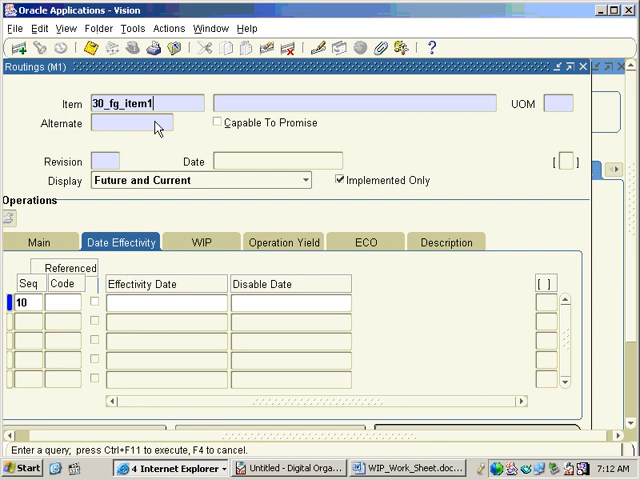 Oracle Applications - Vision
File Edit View Folder Tools Actions Window Help
?
Routings (M1)
Item 30_fg_item1 UOM
Alternate Capable To Promise
Revision Date [ ]
Display Future and Current Implemented Only
Operations
Main Date Effectivity WIP Operation Yield ECO Description
Referenced
Seq Code Effectivity Date Disable Date [ ]
10
Enter a query; press Ctrl+F11 to execute, F4 to cancel.
Start 4 Internet Explorer Untitled - Digital Orga... WIP_Work_Sheet.doc... 7:12 AM